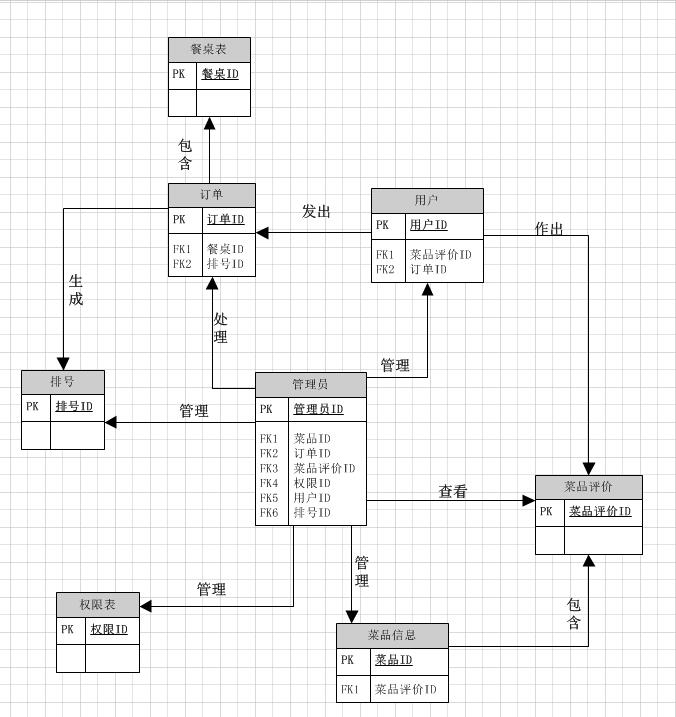 餐桌表
PK 餐桌ID
包含
订单
PK 订单ID
FK1 餐桌ID
FK2 排号ID
发出
用户
PK 用户ID
FK1 菜品评价ID
FK2 订单ID
作出
生成
处理
管理
排号
PK 排号ID
管理
管理员
PK 管理员ID
FK1 菜品ID
FK2 订单ID
FK3 菜品评价ID
FK4 权限ID
FK5 用户ID
FK6 排号ID
查看
菜品评价
PK 菜品评价ID
管理
管理
权限表
PK 权限ID
菜品信息
PK 菜品ID
FK1 菜品评价ID
包含